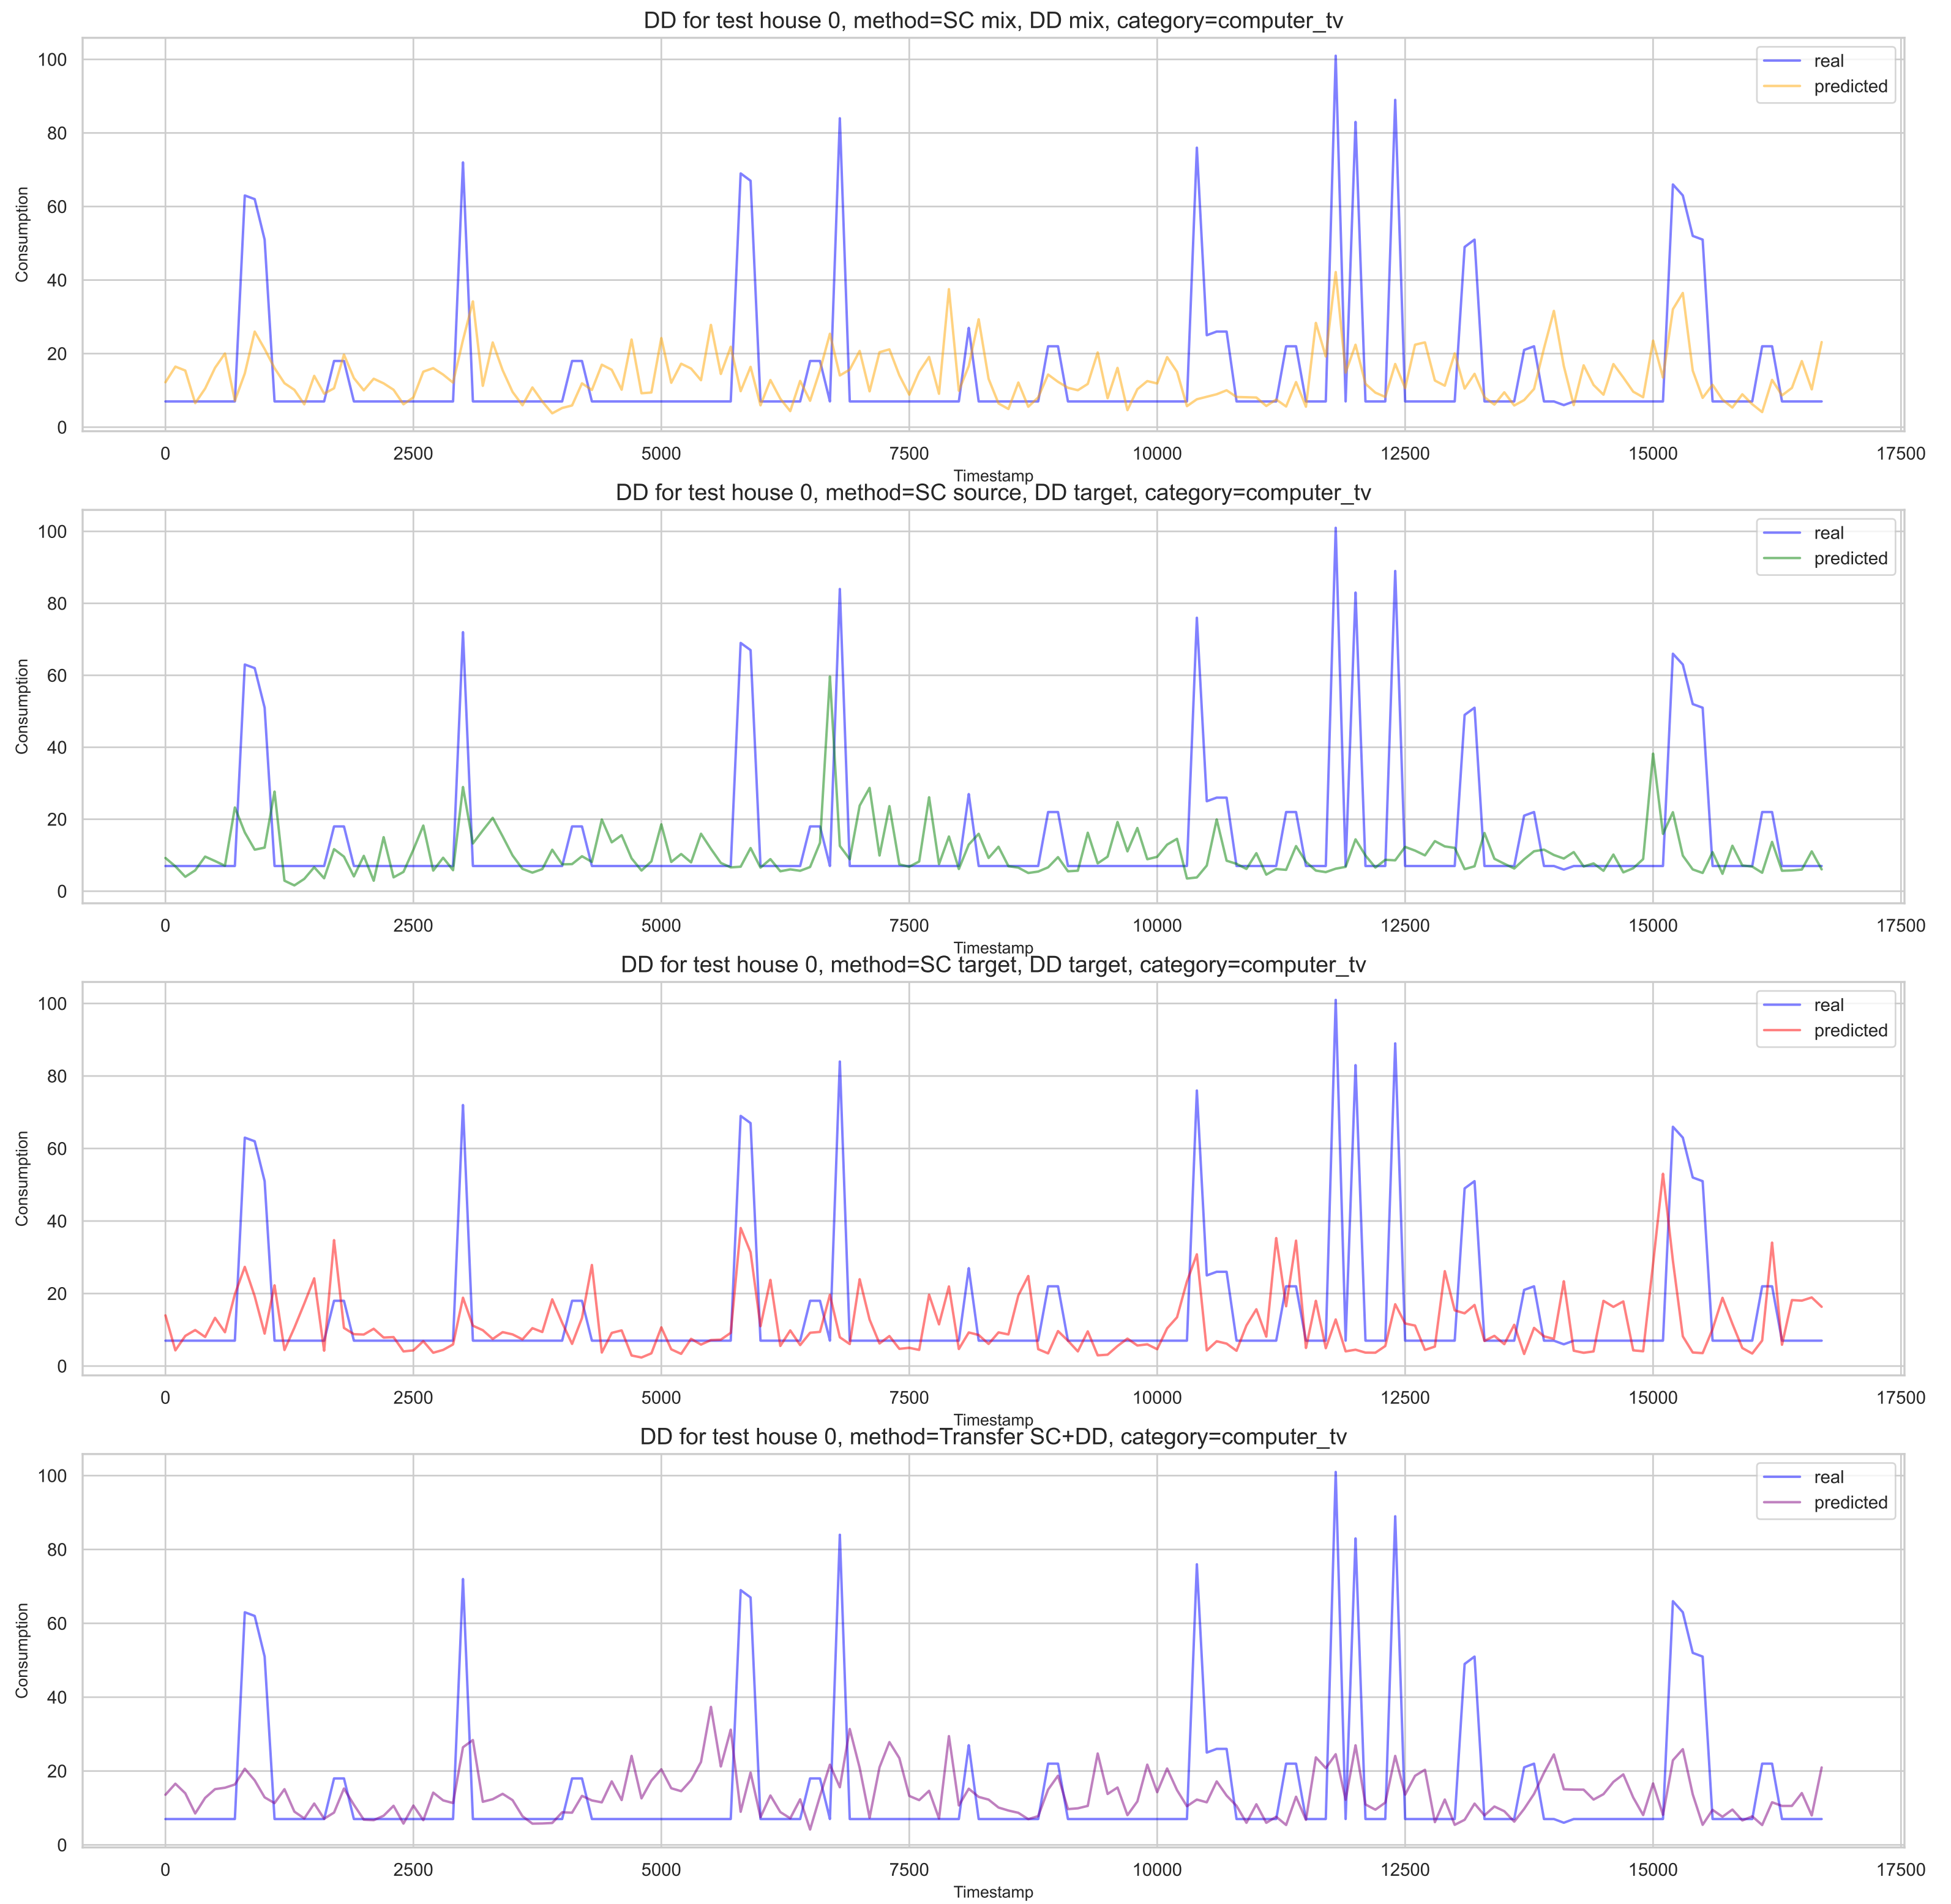 DD for test house 0, method=SC mix, DD mix, category=computer_tv
100
80
60
40
20
0
Consumption
real
predicted
0 2500 5000 7500 10000 12500 15000 17500
Timestamp
DD for test house 0, method=SC source, DD target, category=computer_tv
100
80
60
40
20
0
Consumption
real
predicted
0 2500 5000 7500 10000 12500 15000 17500
Timestamp
DD for test house 0, method=SC target, DD target, category=computer_tv
100
80
60
40
20
0
Consumption
real
predicted
0 2500 5000 7500 10000 12500 15000 17500
Timestamp
DD for test house 0, method=Transfer SC+DD, category=computer_tv
100
80
60
40
20
0
Consumption
real
predicted
0 2500 5000 7500 10000 12500 15000 17500
Timestamp